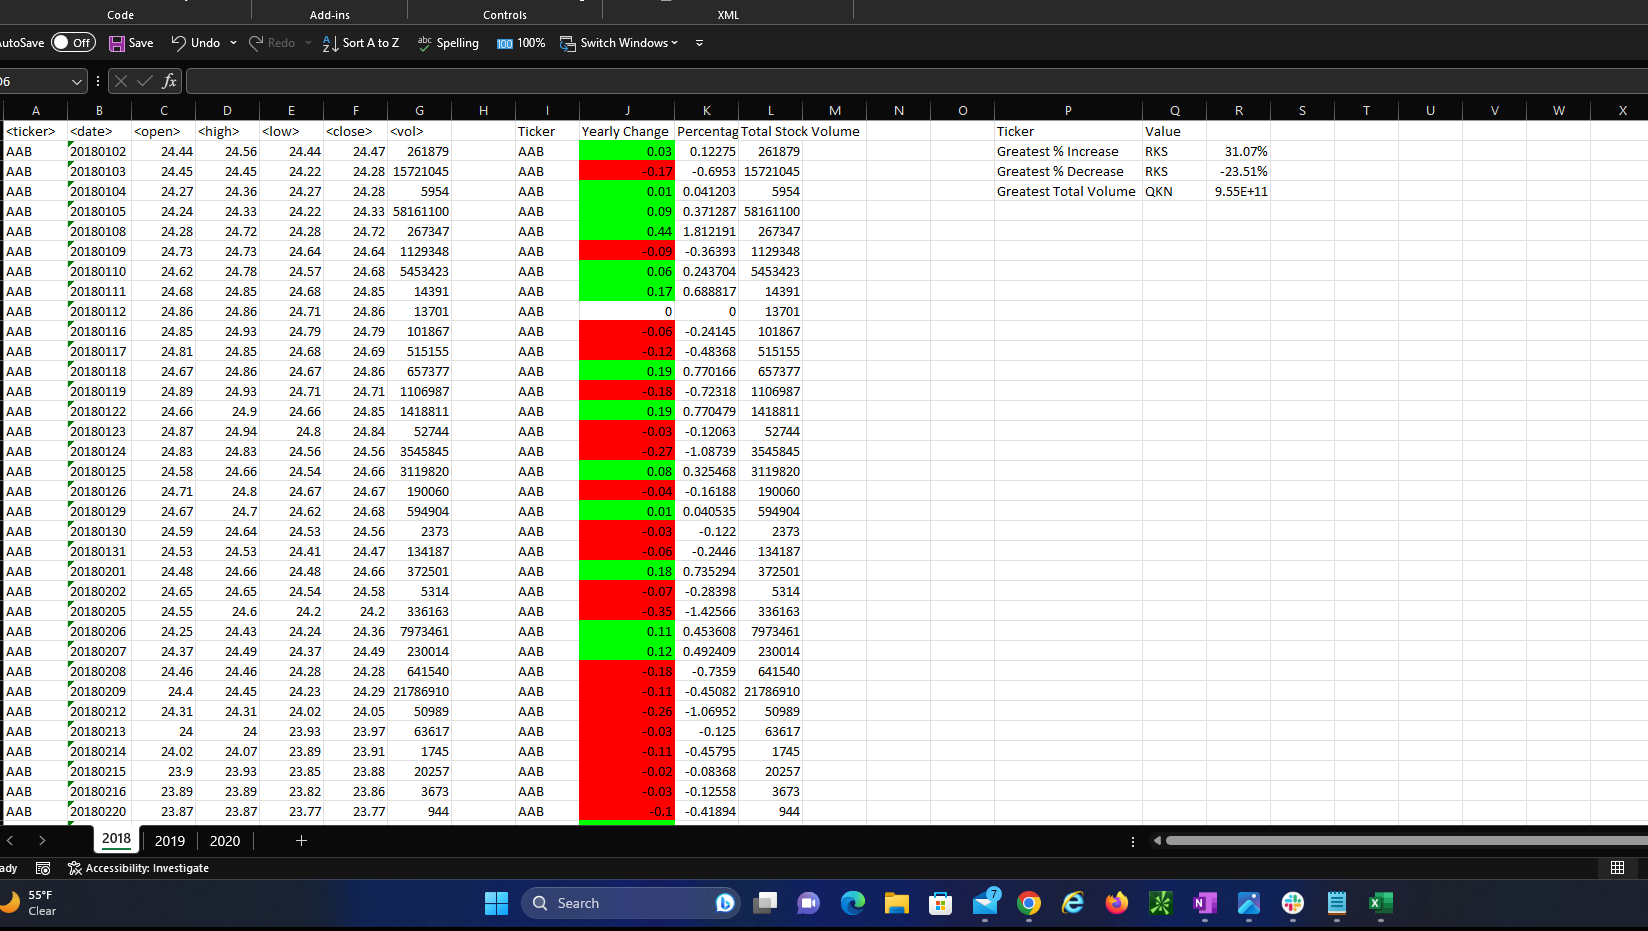 Code Add-ins Controls XML
AutoSave Off Save Undo Redo Sort A to Z abc Spelling 100 100% Switch Windows
D6 fx
A B C D E F G H I J K L M N O P Q R S T U V W X
<ticker> <date> <open> <high> <low> <close> <vol> Ticker Yearly Change Percentag Total Stock Volume Ticker Value
AAB 20180102 24.44 24.56 24.44 24.47 261879 AAB 0.03 0.12275 261879 Greatest % Increase RKS 31.07%
AAB 20180103 24.45 24.45 24.22 24.28 15721045 AAB -0.17 -0.6953 15721045 Greatest % Decrease RKS -23.51%
AAB 20180104 24.27 24.36 24.27 24.28 5954 AAB 0.01 0.041203 5954 Greatest Total Volume QKN 9.55E+11
AAB 20180105 24.24 24.33 24.22 24.33 58161100 AAB 0.09 0.371287 58161100
AAB 20180108 24.28 24.72 24.28 24.72 267347 AAB 0.44 1.812191 267347
AAB 20180109 24.73 24.73 24.64 24.64 1129348 AAB -0.09 -0.36393 1129348
AAB 20180110 24.62 24.78 24.57 24.68 5453423 AAB 0.06 0.243704 5453423
AAB 20180111 24.68 24.85 24.68 24.85 14391 AAB 0.17 0.688817 14391
AAB 20180112 24.86 24.86 24.71 24.86 13701 AAB 0 0 13701
AAB 20180116 24.85 24.93 24.79 24.79 101867 AAB -0.06 -0.24145 101867
AAB 20180117 24.81 24.85 24.68 24.69 515155 AAB -0.12 -0.48368 515155
AAB 20180118 24.67 24.86 24.67 24.86 657377 AAB 0.19 0.770166 657377
AAB 20180119 24.89 24.93 24.71 24.71 1106987 AAB -0.18 -0.72318 1106987
AAB 20180122 24.66 24.9 24.66 24.85 1418811 AAB 0.19 0.770479 1418811
AAB 20180123 24.87 24.94 24.8 24.84 52744 AAB -0.03 -0.12063 52744
AAB 20180124 24.83 24.83 24.56 24.56 3545845 AAB -0.27 -1.08739 3545845
AAB 20180125 24.58 24.66 24.54 24.66 3119820 AAB 0.08 0.325468 3119820
AAB 20180126 24.71 24.8 24.67 24.67 190060 AAB -0.04 -0.16188 190060
AAB 20180129 24.67 24.7 24.62 24.68 594904 AAB 0.01 0.040535 594904
AAB 20180130 24.59 24.64 24.53 24.56 2373 AAB -0.03 -0.122 2373
AAB 20180131 24.53 24.53 24.41 24.47 134187 AAB -0.06 -0.2446 134187
AAB 20180201 24.48 24.66 24.48 24.66 372501 AAB 0.18 0.735294 372501
AAB 20180202 24.65 24.65 24.54 24.58 5314 AAB -0.07 -0.28398 5314
AAB 20180205 24.55 24.6 24.2 24.2 336163 AAB -0.35 -1.42566 336163
AAB 20180206 24.25 24.43 24.24 24.36 7973461 AAB 0.11 0.453608 7973461
AAB 20180207 24.37 24.49 24.37 24.49 230014 AAB 0.12 0.492409 230014
AAB 20180208 24.46 24.46 24.28 24.28 641540 AAB -0.18 -0.7359 641540
AAB 20180209 24.4 24.45 24.23 24.29 21786910 AAB -0.11 -0.45082 21786910
AAB 20180212 24.31 24.31 24.02 24.05 50989 AAB -0.26 -1.06952 50989
AAB 20180213 24 24 23.93 23.97 63617 AAB -0.03 -0.125 63617
AAB 20180214 24.02 24.07 23.89 23.91 1745 AAB -0.11 -0.45795 1745
AAB 20180215 23.9 23.93 23.85 23.88 20257 AAB -0.02 -0.08368 20257
AAB 20180216 23.89 23.89 23.82 23.86 3673 AAB -0.03 -0.12558 3673
AAB 20180220 23.87 23.87 23.77 23.77 944 AAB -0.1 -0.41894 944
2018 2019 2020 +
ady Accessibility: Investigate
55°F
Clear
Search
7